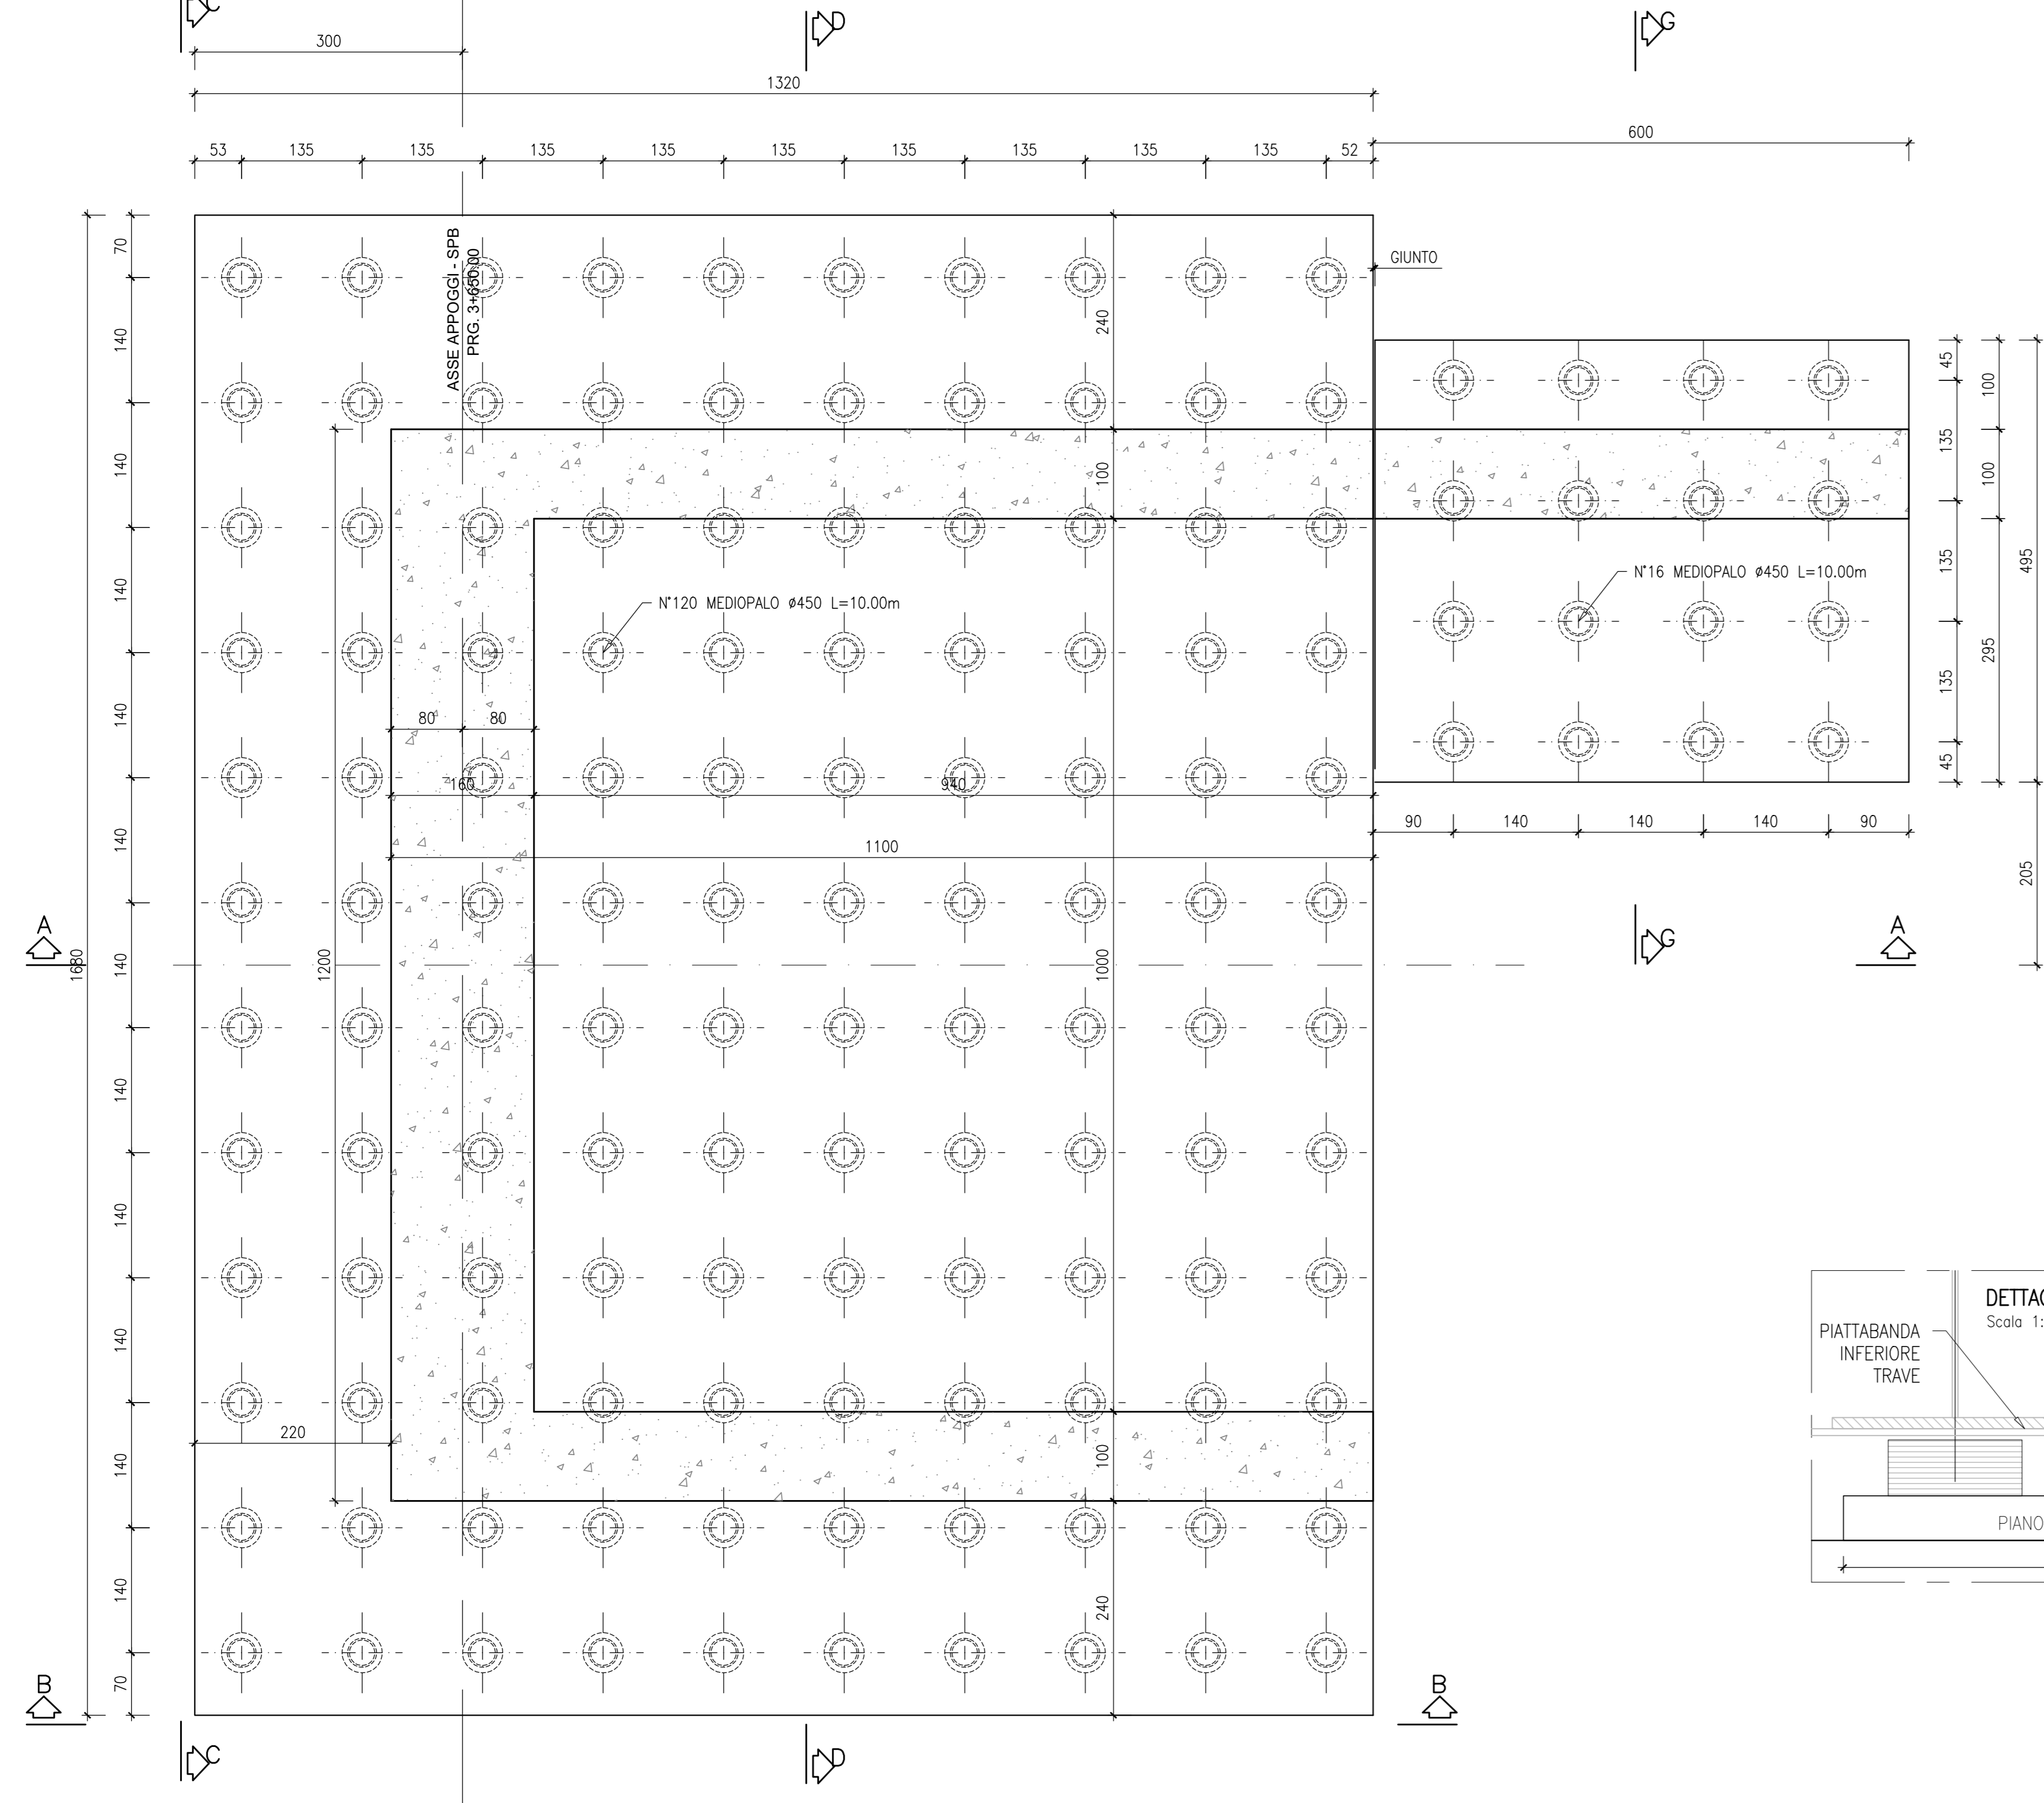 C
D
G
300
1320
600
53 135 135 135 135 135 135 135 135 135 52
ASSE APPOGGI - SPB
PRG. 3+650.00
GIUNTO
70
140
140
140
140
140
140
140
140
140
140
140
70
1680
1200
240
100
1000
100
240
N°120 MEDIOPALO ø450 L=10.00m
N°16 MEDIOPALO ø450 L=10.00m
80 80
160 940
1100
220
45
135
135
135
45
100
100
295
495
205
90 140 140 140 90
A
A
G
B
B
C
D
DETTAG
Scala 1:
PIATTABANDA
INFERIORE
TRAVE
PIANO